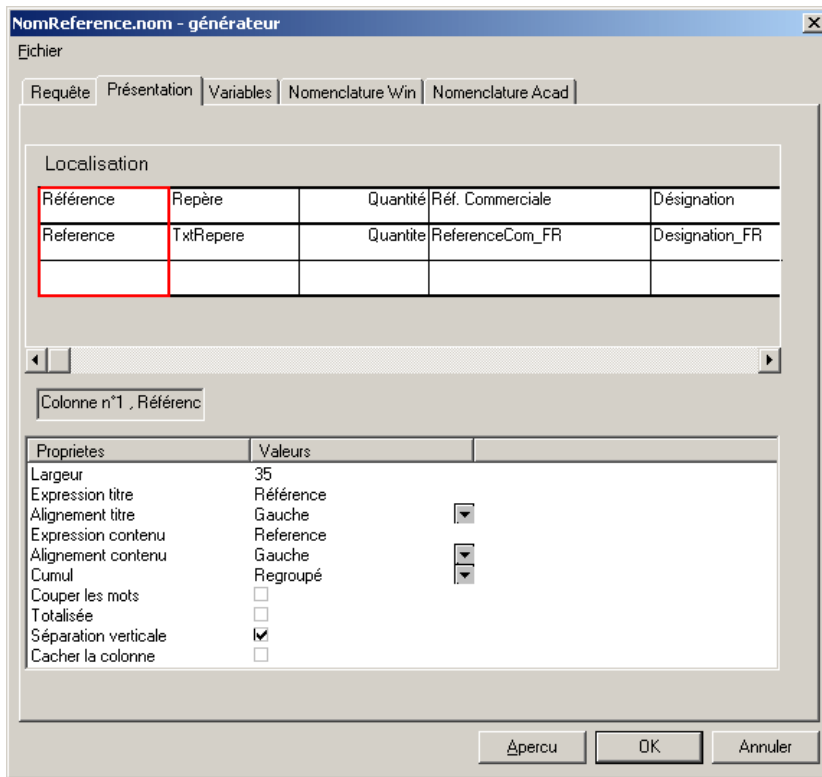 NomReference.nom - générateur
Fichier
Requête Présentation Variables Nomenclature Win Nomenclature Acad
Localisation
Référence Repère Quantité Réf. Commerciale Désignation
Reference TxtRepere Quantite ReferenceCom_FR Designation_FR
Colonne n°1 , Référenc
Proprietes Valeurs
Largeur 35
Expression titre Référence
Alignement titre Gauche
Expression contenu Reference
Alignement contenu Gauche
Cumul Regroupé
Couper les mots
Totalisée
Séparation verticale
Cacher la colonne
Apercu OK Annuler